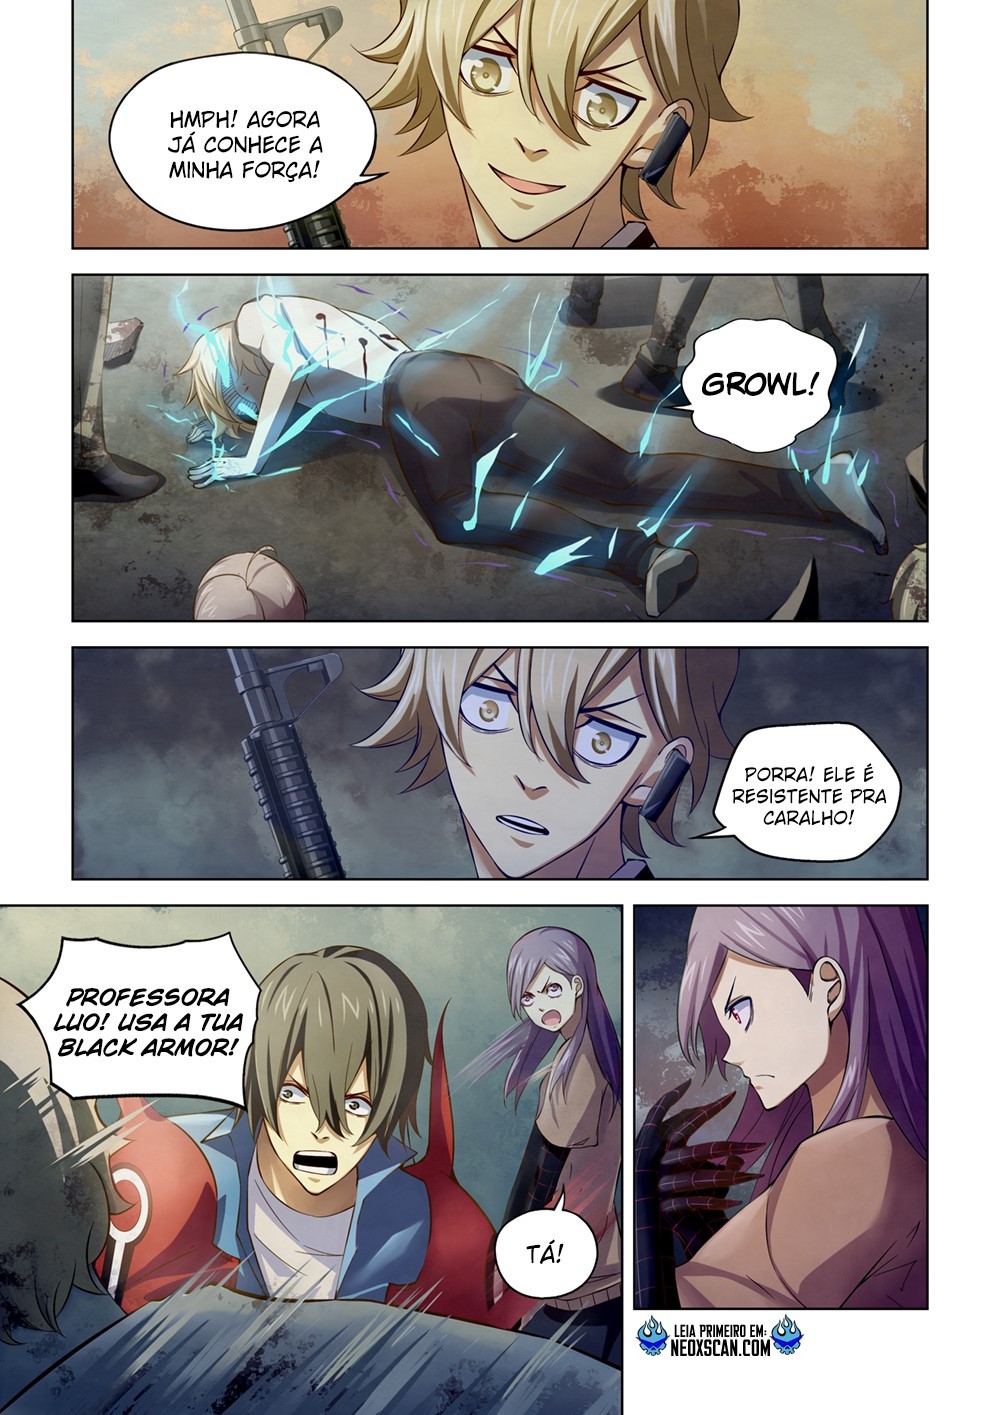 HMPH! AGORA
JÁ CONHECE A
MINHA FORÇA!
GROWL!
PORRA! ELE É
RESISTENTE PRA
CARALHO!
PROFESSORA
LUO! USA A TUA
BLACK ARMOR!
TÁ!
LEIA PRIMEIRO EM:
NEOXSCAN.COM